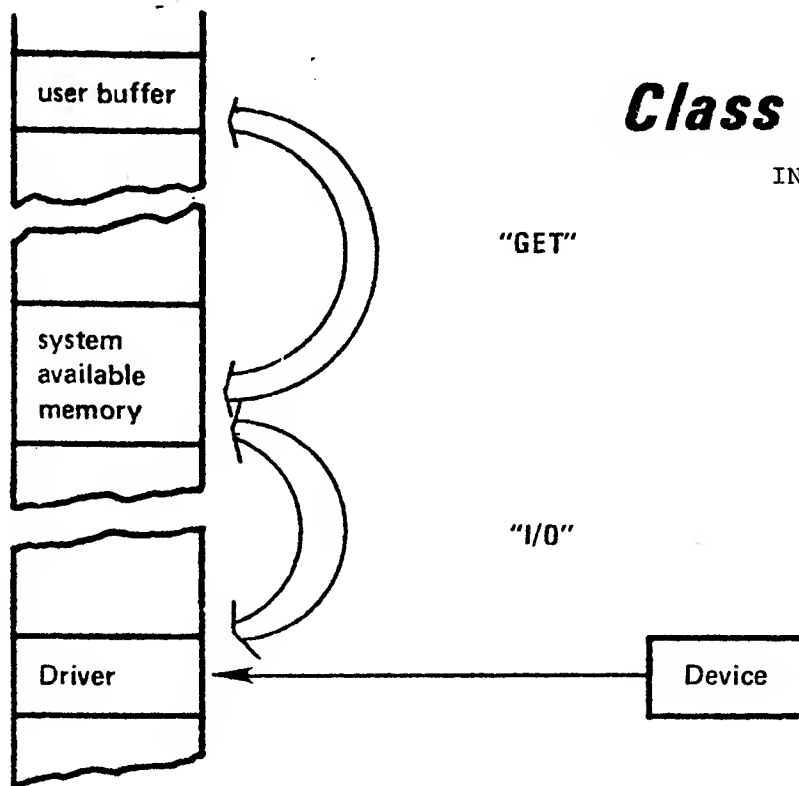 user buffer
Class
IN
"GET"
system
available
memory
"I/O"
Driver
Device